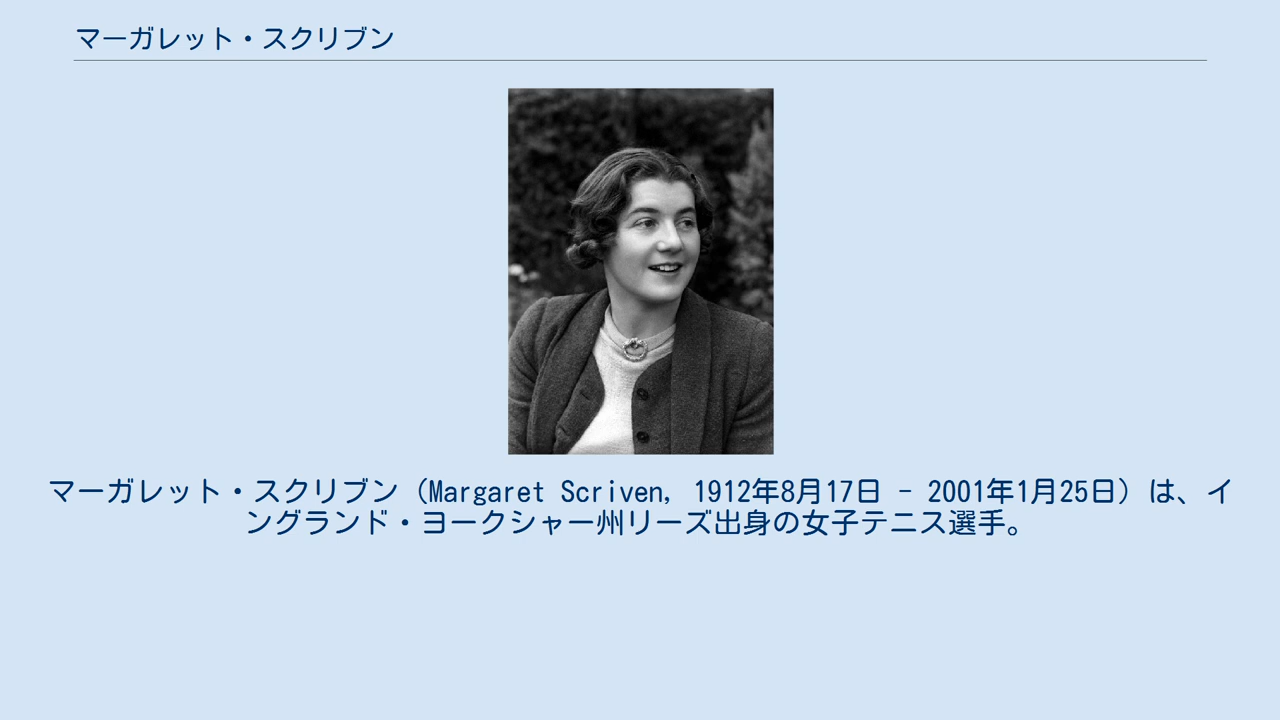 マーガレット・スクリブン
マーガレット・スクリブン（Margaret Scriven, 1912年8月17日 - 2001年1月25日）は、イ
ングランド・ヨークシャー州リーズ出身の女子テニス選手。